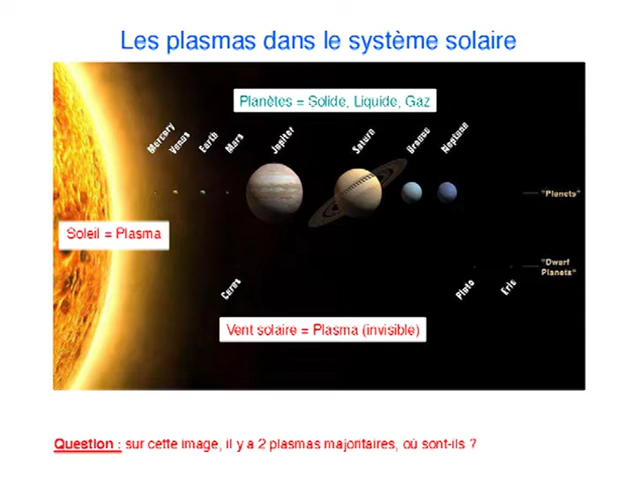 Les plasmas dans le système solaire
Planètes = Solide, Liquide, Gaz
Mercury
Venus
Earth
Mars
Jupiter
Saturn
Uranus
Neptune
"Planets"
Soleil = Plasma
"Dwarf
Planets"
Ceres
Pluto
Eris
Vent solaire = Plasma (invisible)
Question : sur cette image, il y a 2 plasmas majoritaires, où sont-ils ?